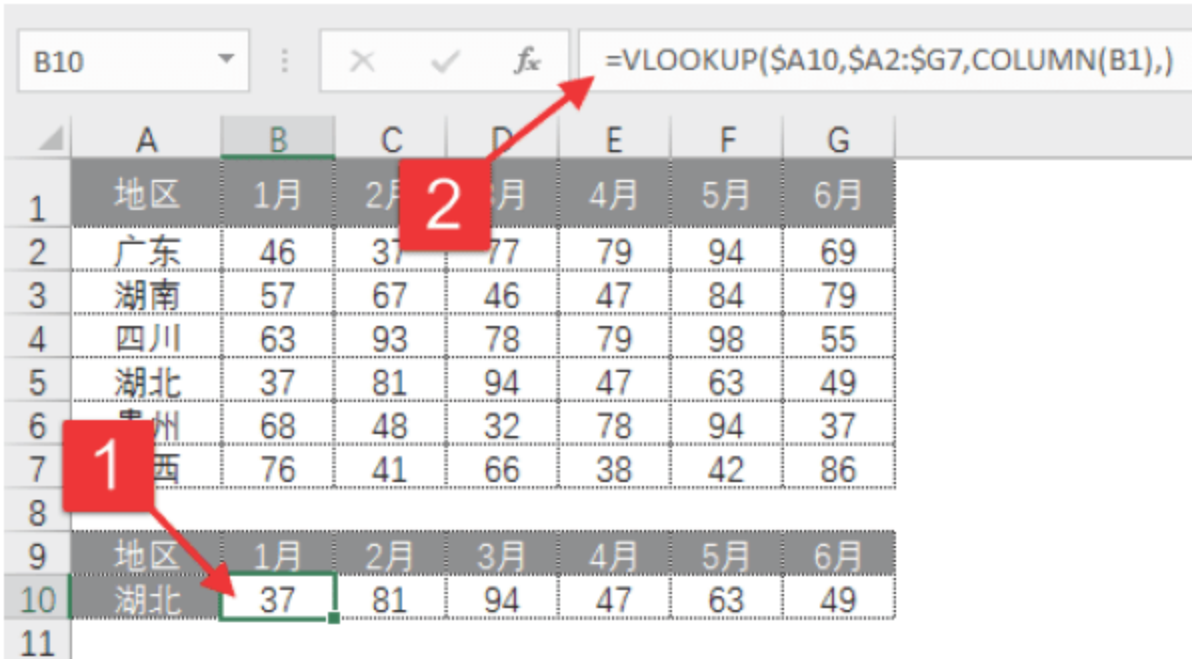 B10 fx =VLOOKUP($A10,$A2:$G7,COLUMN(B1),)
A B C D E F G
1 地区 1月 2月 月 4月 5月 6月
2
2 广东 46 37 77 79 94 69
3 湖南 57 67 46 47 84 79
4 四川 63 93 78 79 98 55
5 湖北 37 81 94 47 63 49
6 州 68 48 32 78 94 37
1
7 西 76 41 66 38 42 86
8
9 地区 1月 2月 3月 4月 5月 6月
10 湖北 37 81 94 47 63 49
11